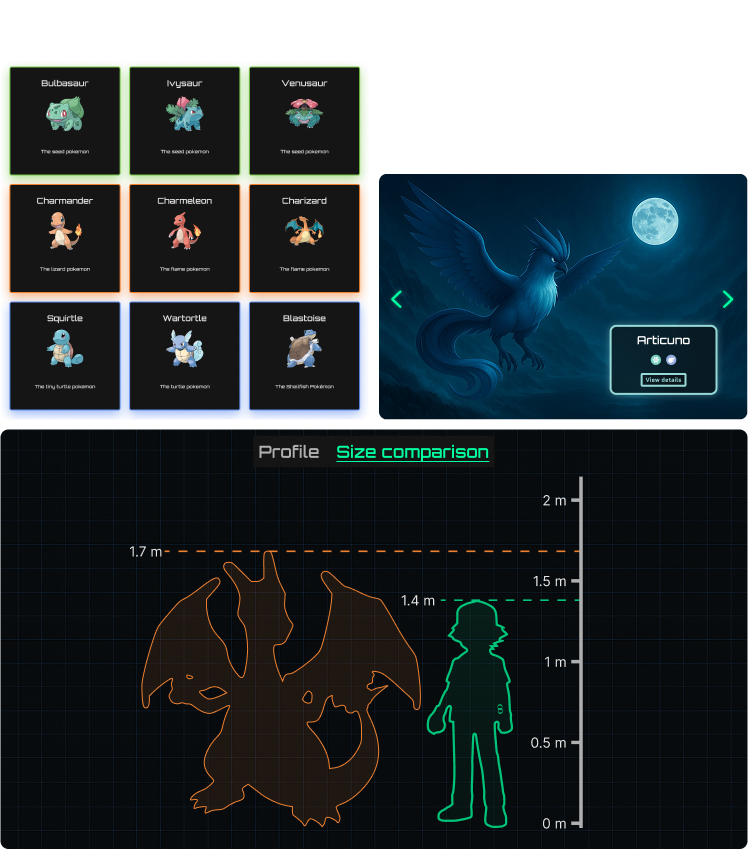 Bulbasaur
The seed pokemon
Ivysaur
The seed pokemon
Venusaur
The seed pokemon
Charmander
The lizard pokemon
Charmeleon
The flame pokemon
Charizard
The flame pokemon
Squirtle
The tiny turtle pokemon
Wartortle
The turtle pokemon
Blastoise
The Shellfish Pokémon
Articuno
View details
Profile Size comparison
2 m
1.7 m
1.5 m
1.4 m
1 m
0.5 m
0 m